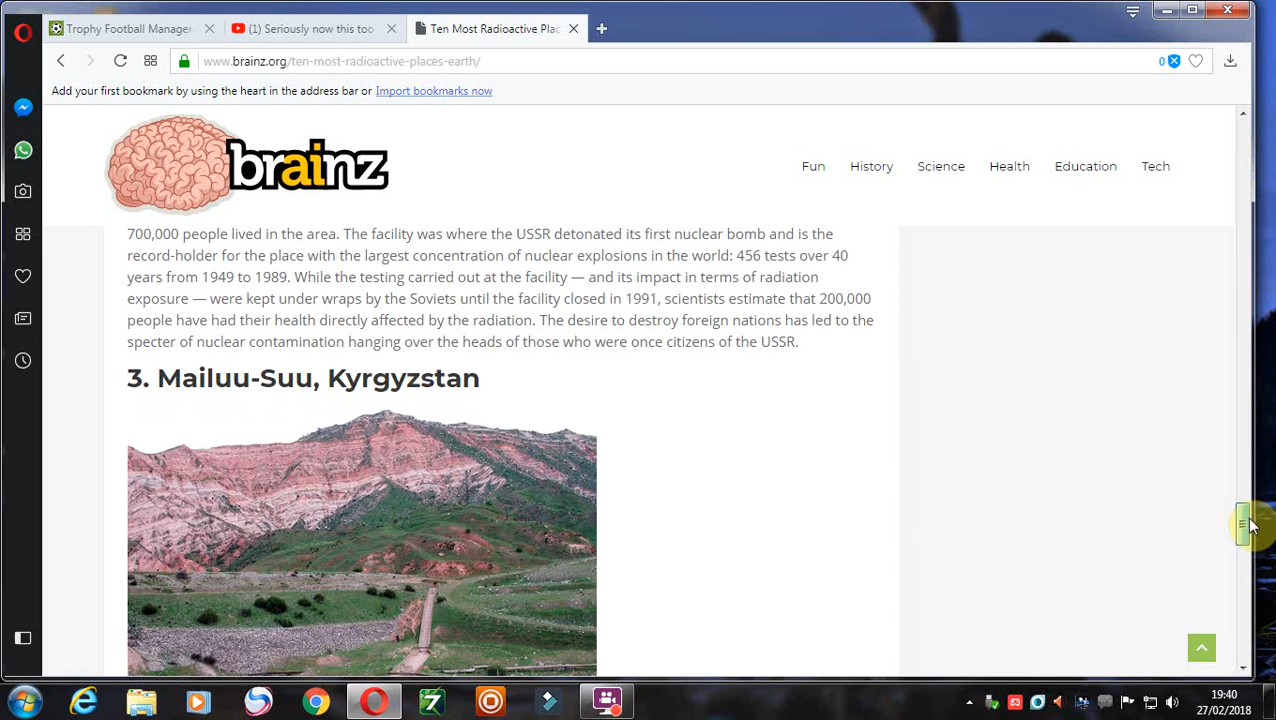 Trophy Football Manager
(1) Seriously now this too
Ten Most Radioactive Plac
www.brainz.org/ten-most-radioactive-places-earth/
0
Add your first bookmark by using the heart in the address bar or Import bookmarks now
brainz
Fun History Science Health Education Tech
700,000 people lived in the area. The facility was where the USSR detonated its first nuclear bomb and is the
record-holder for the place with the largest concentration of nuclear explosions in the world: 456 tests over 40
years from 1949 to 1989. While the testing carried out at the facility — and its impact in terms of radiation
exposure — were kept under wraps by the Soviets until the facility closed in 1991, scientists estimate that 200,000
people have had their health directly affected by the radiation. The desire to destroy foreign nations has led to the
specter of nuclear contamination hanging over the heads of those who were once citizens of the USSR.
3. Mailuu-Suu, Kyrgyzstan
19:40
27/02/2018